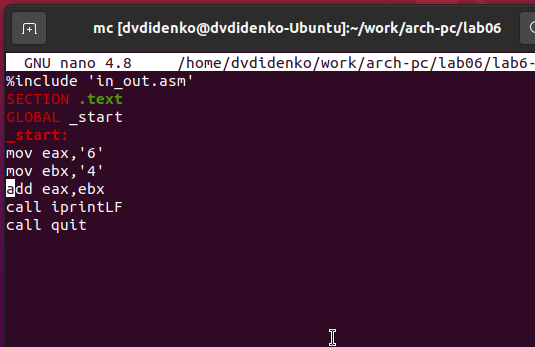 mc [dvdidenko@dvdidenko-Ubuntu]:~/work/arch-pc/lab06
GNU nano 4.8 /home/dvdidenko/work/arch-pc/lab06/lab6-
%include 'in_out.asm'
SECTION .text
GLOBAL _start
_start:
mov eax,'6'
mov ebx,'4'
add eax,ebx
call iprintLF
call quit